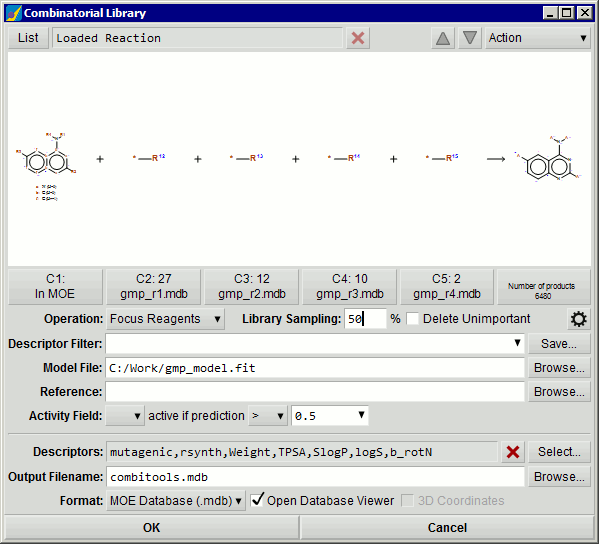 Combinatorial Library
List Loaded Reaction Action
+ *—R12 + *—R13 + *—R14 + *—R15
C1: C2: 27 C3: 12 C4: 10 C5: 2 Number of products
In MOE gmp_r1.mdb gmp_r2.mdb gmp_r3.mdb gmp_r4.mdb 6480
Operation: Focus Reagents Library Sampling: 50 % Delete Unimportant
Descriptor Filter: Save...
Model File: C:/Work/gmp_model.fit Browse...
Reference: Browse...
Activity Field: active if prediction > 0.5
Descriptors: mutagenic,rsynth,Weight,TPSA,SlogP,logS,b_rotN Select...
Output Filename: combitools.mdb Browse...
Format: MOE Database (.mdb) Open Database Viewer 3D Coordinates
OK Cancel